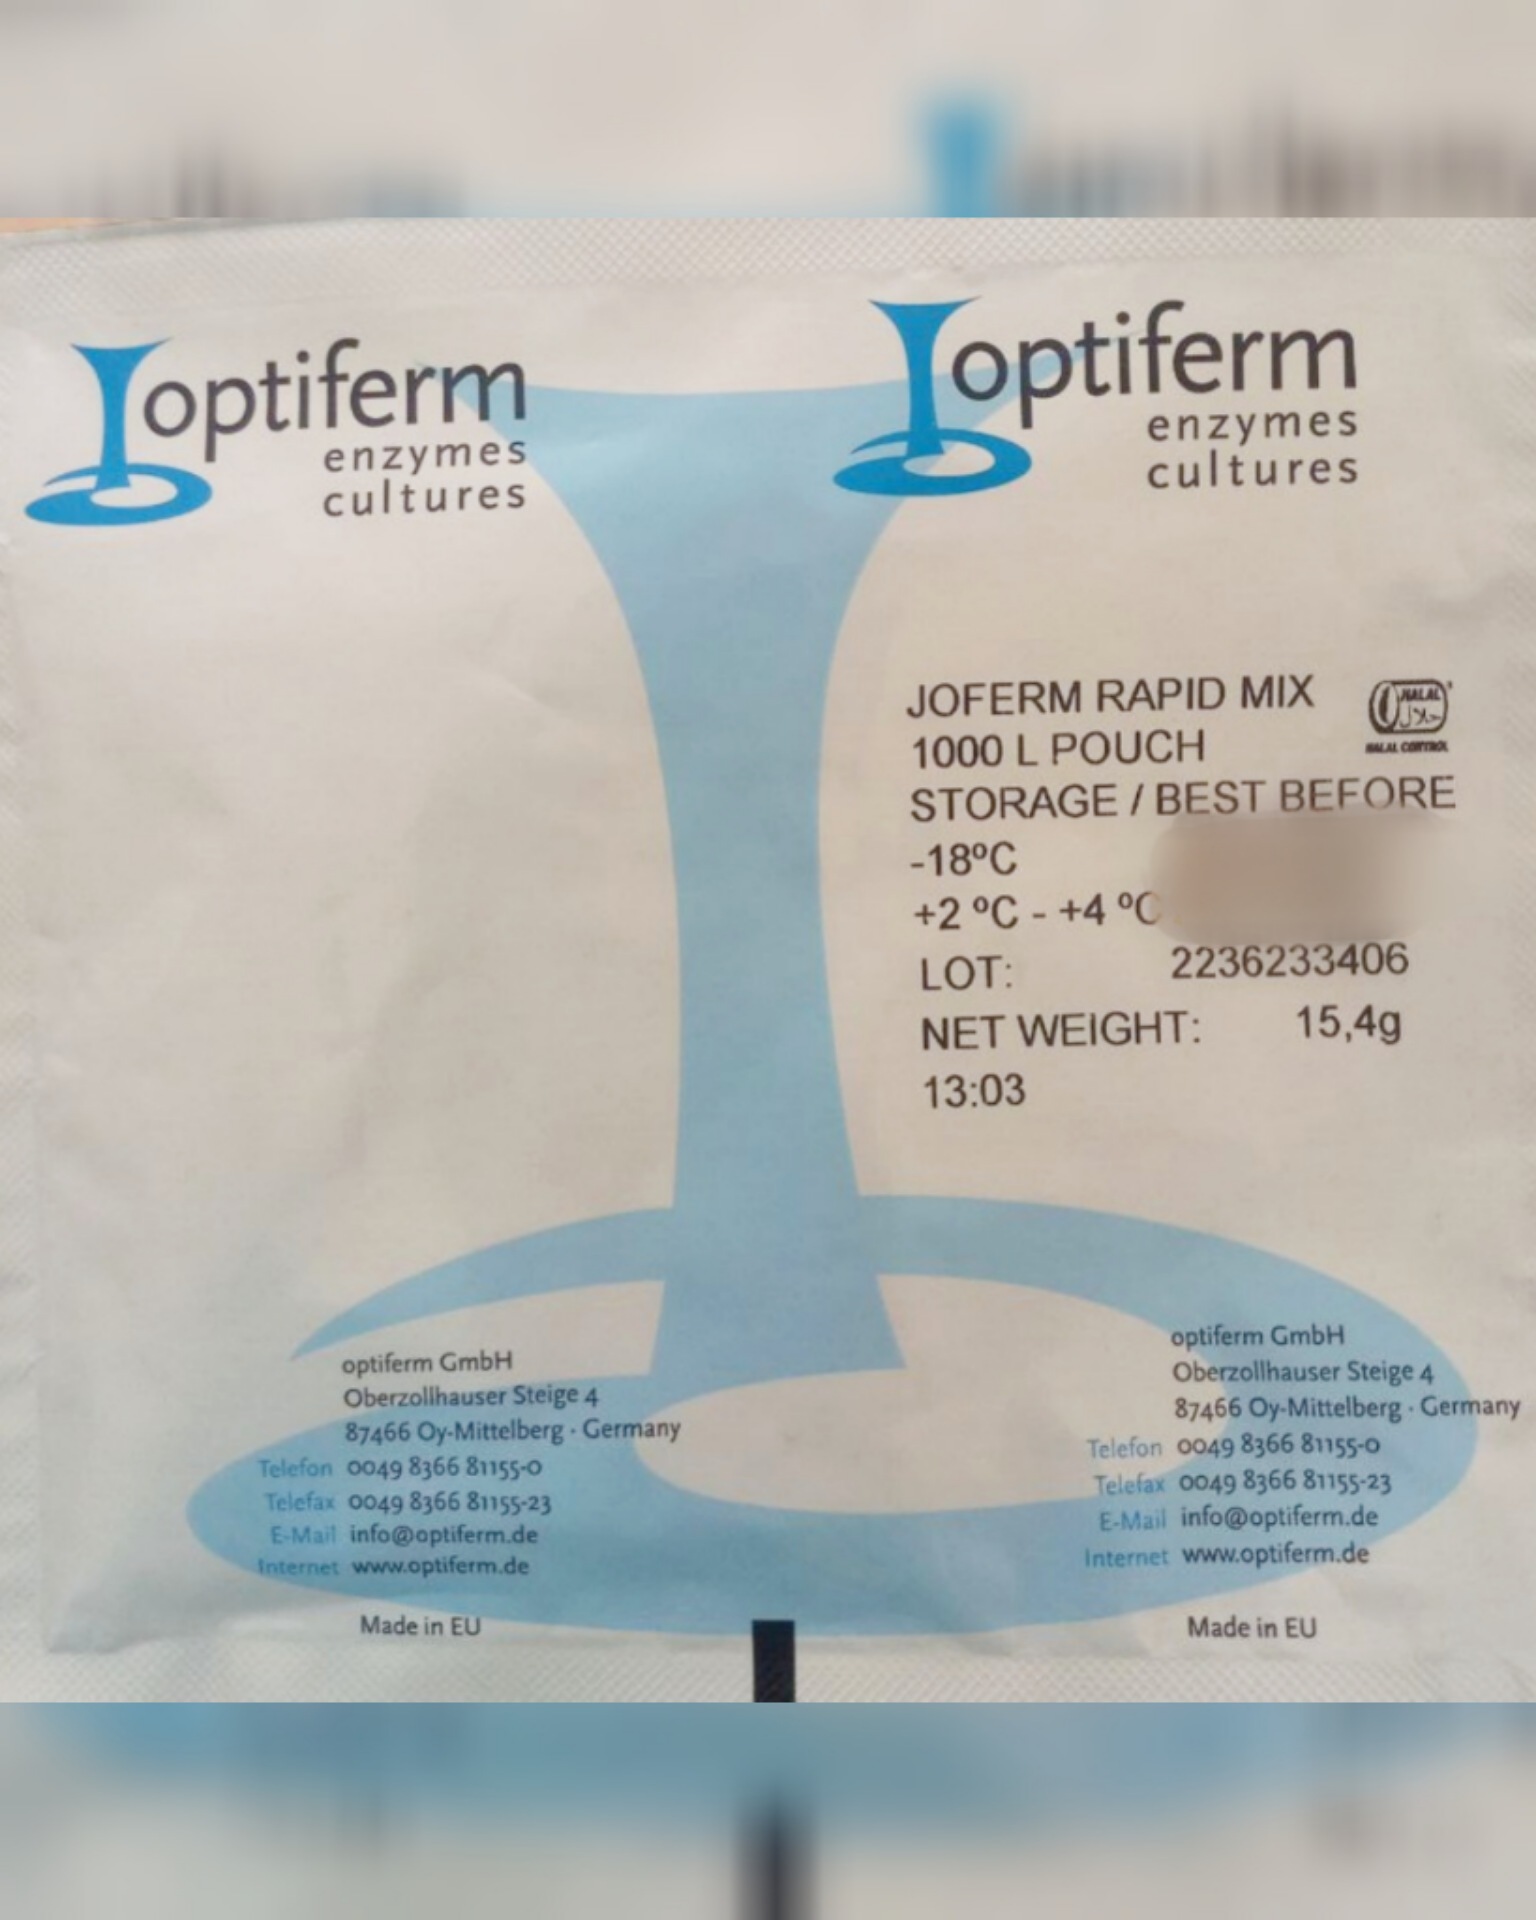 optiferm
enzymes
cultures
optiferm
enzymes
cultures
JOFERM RAPID MIX
HALAL
حلال
HALAL CONTROL
1000 L POUCH
STORAGE / BEST BEFORE
-18ºC
+2 ºC - +4 ºC
LOT: 2236233406
NET WEIGHT: 15,4g
13:03
optiferm GmbH
Oberzollhauser Steige 4
87466 Oy-Mittelberg · Germany
Telefon 0049 8366 81155-0
Telefax 0049 8366 81155-23
E-Mail info@optiferm.de
Internet www.optiferm.de
Made in EU
optiferm GmbH
Oberzollhauser Steige 4
87466 Oy-Mittelberg · Germany
Telefon 0049 8366 81155-0
Telefax 0049 8366 81155-23
E-Mail info@optiferm.de
Internet www.optiferm.de
Made in EU